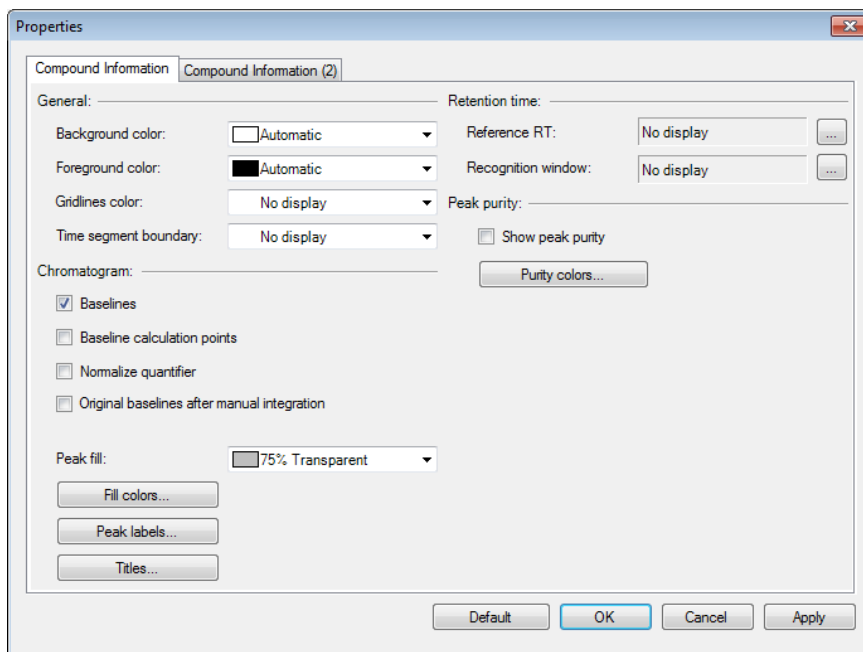 Properties
Compound Information
Compound Information (2)
General:
Background color:
Automatic
Foreground color:
Automatic
Gridlines color:
No display
Time segment boundary:
No display
Chromatogram:
Baselines
Baseline calculation points
Normalize quantifier
Original baselines after manual integration
Peak fill:
75% Transparent
Fill colors...
Peak labels...
Titles...
Retention time:
Reference RT:
No display
...
Recognition window:
No display
...
Peak purity:
Show peak purity
Purity colors...
Default
OK
Cancel
Apply